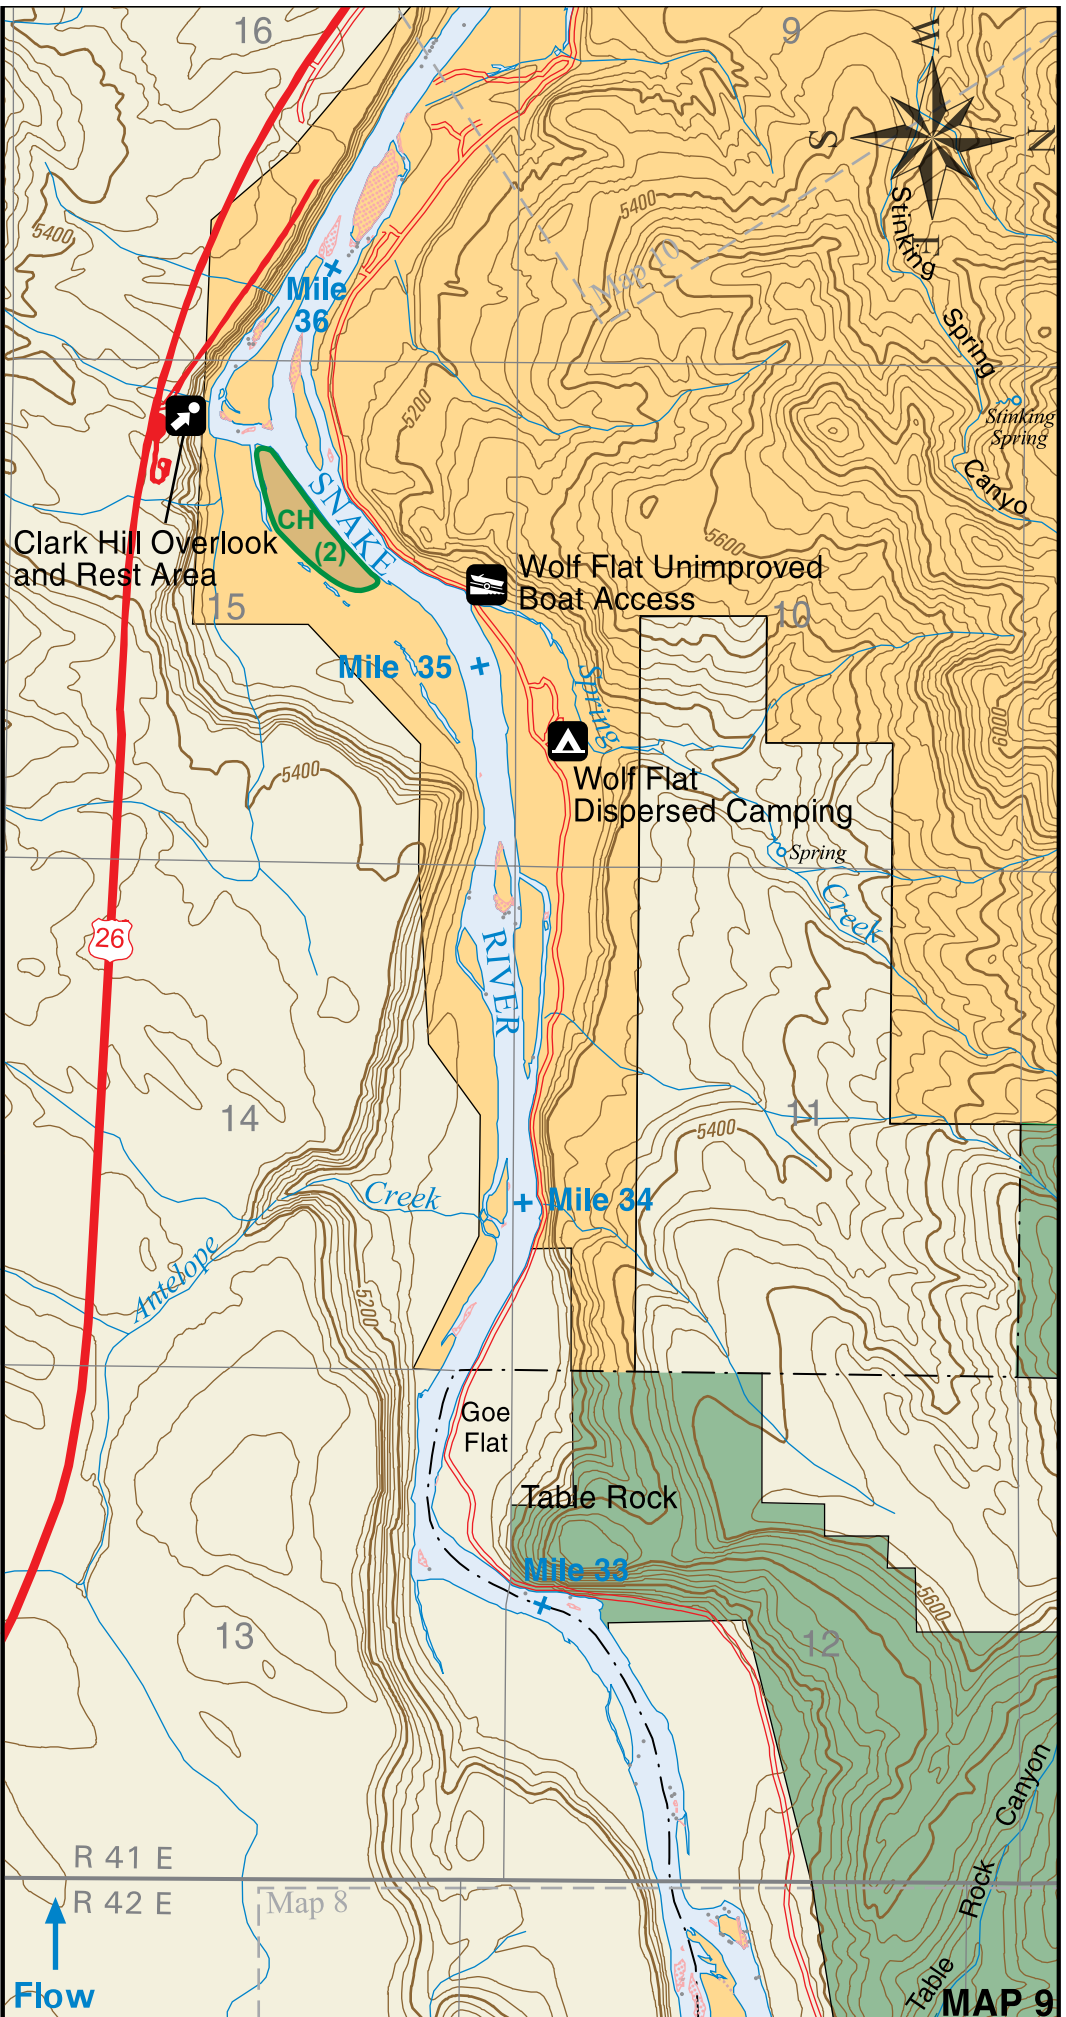 16
9
W
S
N
E
Stinking
Spring
Canyo
5400
5400
Map 10
Mile
36
Stinking
Spring
5200
SNAKE
CH
(2)
5600
Clark Hill Overlook
and Rest Area
Wolf Flat Unimproved
Boat Access
15
10
Mile 35
Spring
6000
5400
Wolf Flat
Dispersed Camping
Spring
Creek
26
RIVER
14
11
5400
Creek
Mile 34
Antelope
5200
Goe
Flat
Table Rock
Mile 33
5600
13
12
Canyon
Rock
Table
R 41 E
R 42 E
Map 8
Flow
MAP 9